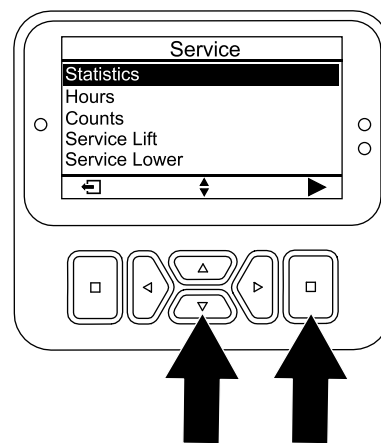 Service
Statistics
Hours
Counts
Service Lift
Service Lower